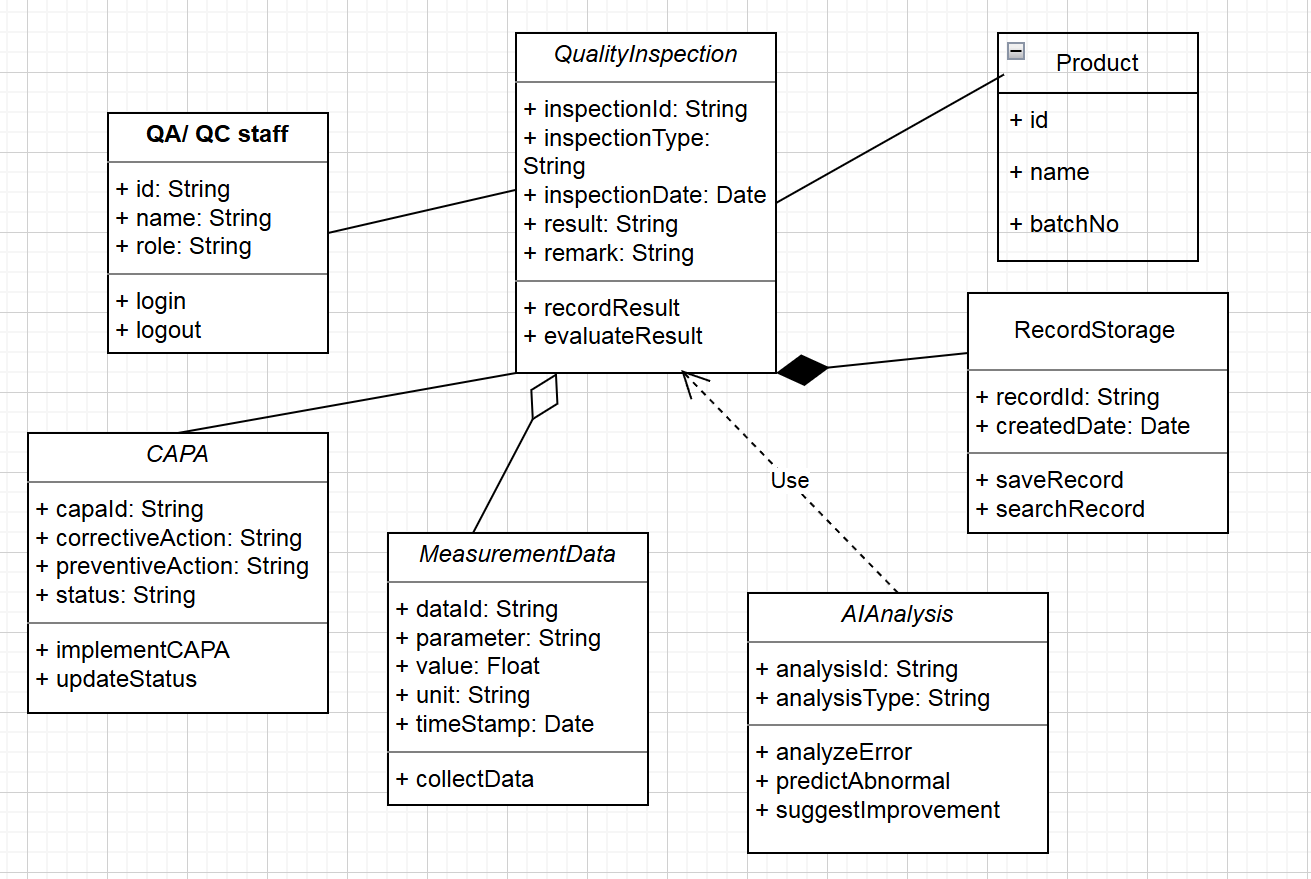 QualityInspection
+ inspectionId: String
+ inspectionType:
String
+ inspectionDate: Date
+ result: String
+ remark: String
+ recordResult
+ evaluateResult
Product
+ id
+ name
+ batchNo
QA/ QC staff
+ id: String
+ name: String
+ role: String
+ login
+ logout
RecordStorage
+ recordId: String
+ createdDate: Date
+ saveRecord
+ searchRecord
CAPA
+ capaId: String
+ correctiveAction: String
+ preventiveAction: String
+ status: String
+ implementCAPA
+ updateStatus
MeasurementData
+ dataId: String
+ parameter: String
+ value: Float
+ unit: String
+ timeStamp: Date
+ collectData
Use
AIAnalysis
+ analysisId: String
+ analysisType: String
+ analyzeError
+ predictAbnormal
+ suggestImprovement